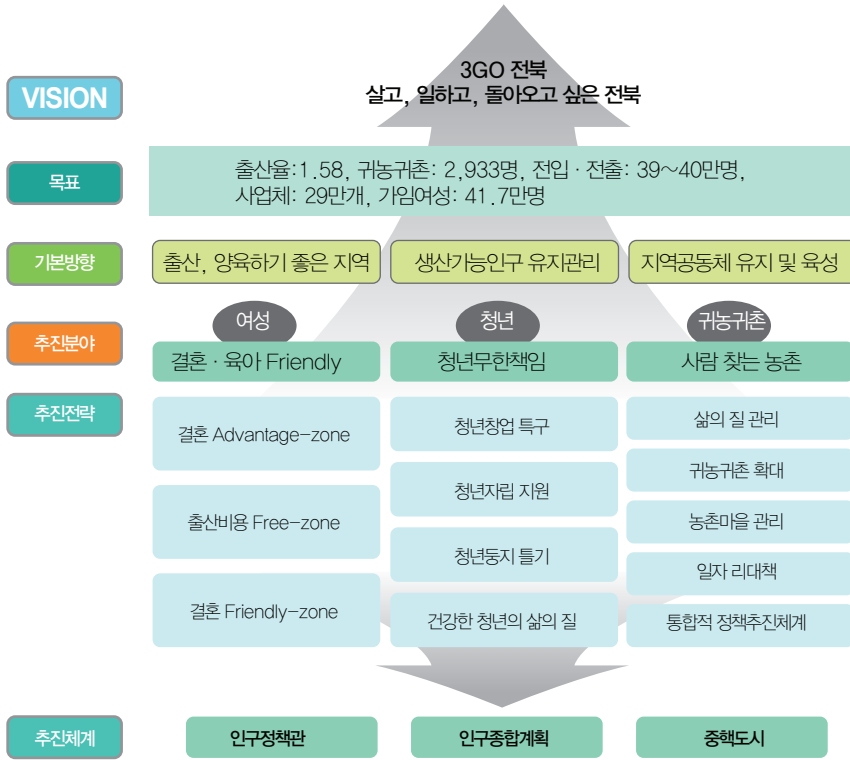 3GO 전북
VISION
살고, 일하고, 돌아오고 싶은 전북
목표
출산율:1.58, 귀농귀촌: 2,933명, 전입 · 전출: 39~40만명,
사업체: 29만개, 가임여성: 41.7만명
기본방향
출산, 양육하기 좋은 지역
생산가능인구 유지관리
지역공동체 유지 및 육성
추진분야
여성
청년
귀농귀촌
결혼 · 육아 Friendly
청년무한책임
사람 찾는 농촌
추진전략
결혼 Advantage-zone
출산비용 Free-zone
결혼 Friendly-zone
청년창업 특구
청년자립 지원
청년둥지 틀기
건강한 청년의 삶의 질
삶의 질 관리
귀농귀촌 확대
농촌마을 관리
일자 리대책
통합적 정책추진체계
추진체계
인구정책관
인구종합계획
중핵도시